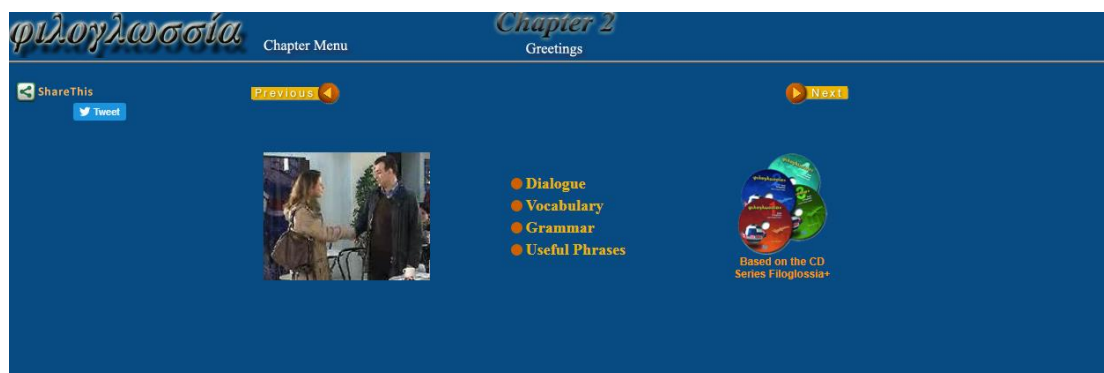 φιλογλωσσία
Chapter Menu
Chapter 2
Greetings
ShareThis
Tweet
Previous
Next
Dialogue
Vocabulary
Grammar
Useful Phrases
Based on the CD
Series Filoglossia+